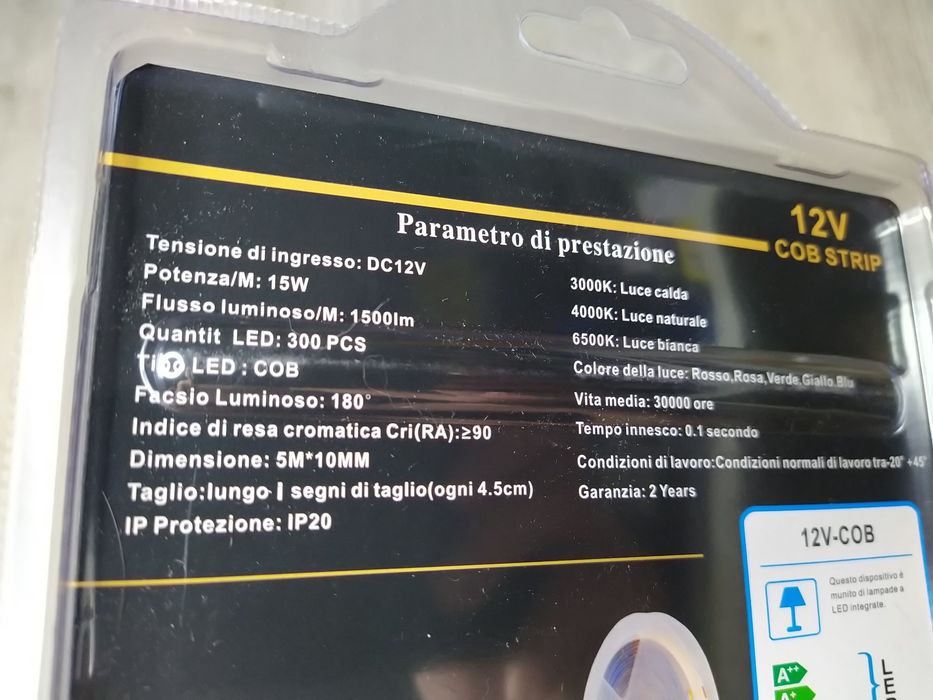 12V
COB STRIP
Parametro di prestazione
Tensione di ingresso: DC12V
Potenza/M: 15W
Flusso luminoso/M: 1500lm
Quantit LED: 300 PCS
Tipo LED : COB
Facsio Luminoso: 180°
Indice di resa cromatica Cri(RA):≥90
Dimensione: 5M*10MM
Taglio:lungo I segni di taglio(ogni 4.5cm)
IP Protezione: IP20
3000K: Luce calda
4000K: Luce naturale
6500K: Luce bianca
Colore della luce: Rosso,Rosa,Verde,Giallo,Blu
Vita media: 30000 ore
Tempo innesco: 0.1 secondo
Condizioni di lavoro:Condizioni normali di lavoro tra-20° +45°
Garanzia: 2 Years
12V-COB
Questo dispositivo è
munito di lampade a
LED integrate.
A++
A+
L
E